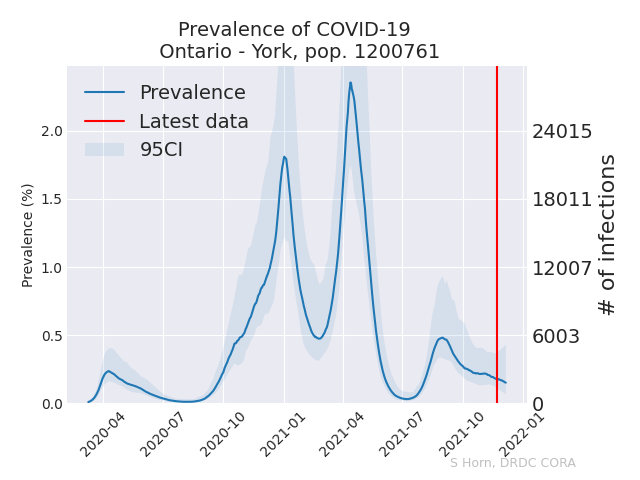 Prevalence of COVID-19
Ontario - York, pop. 1200761
Prevalence
Latest data
95CI
Prevalence (%)
2.0
1.5
1.0
0.5
0.0
24015
18011
12007
6003
0
# of infections
2020-04
2020-07
2020-10
2021-01
2021-04
2021-07
2021-10
2022-01
S Horn, DRDC CORA